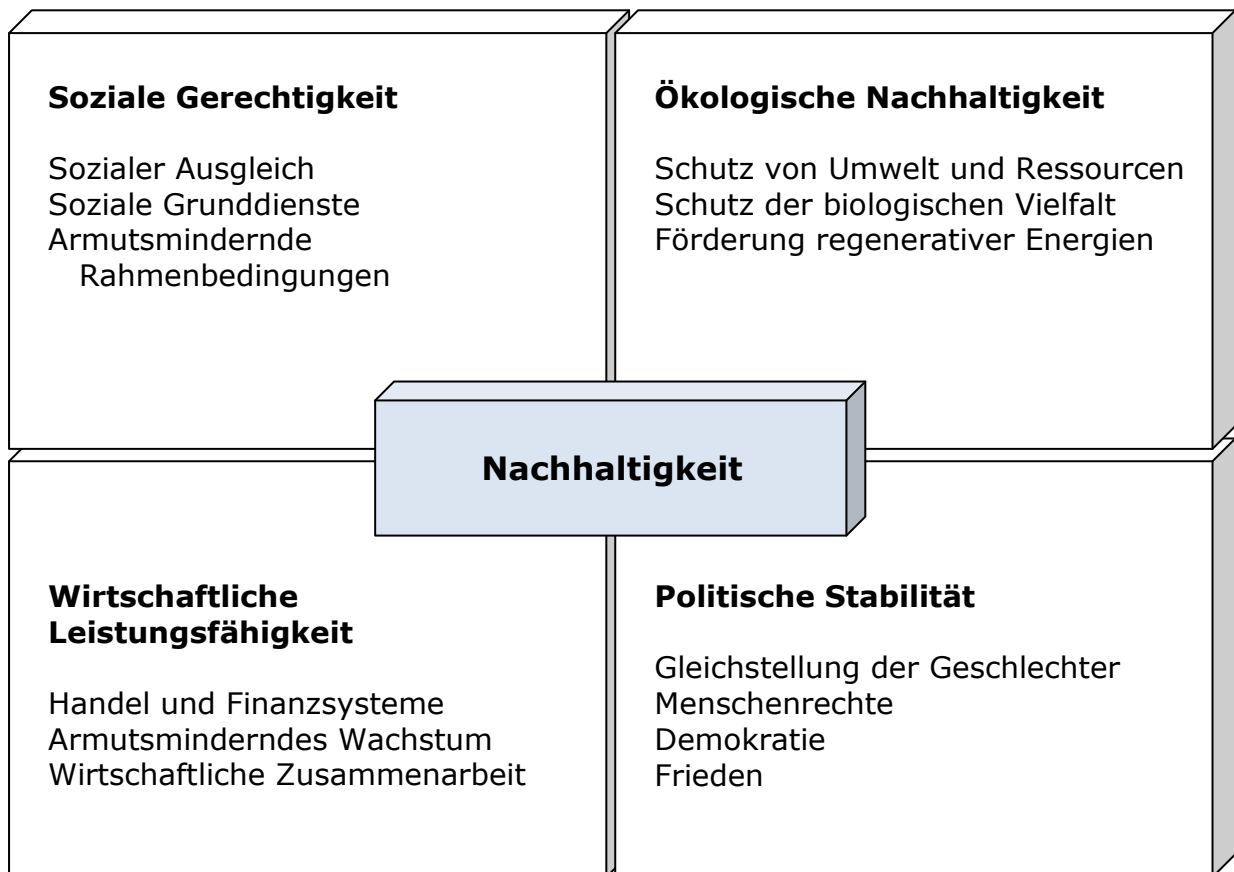 Soziale Gerechtigkeit
Sozialer Ausgleich
Soziale Grunddienste
Armutsmindernde
Rahmenbedingungen
Ökologische Nachhaltigkeit
Schutz von Umwelt und Ressourcen
Schutz der biologischen Vielfalt
Förderung regenerativer Energien
Nachhaltigkeit
Wirtschaftliche
Leistungsfähigkeit
Handel und Finanzsysteme
Armutsminderndes Wachstum
Wirtschaftliche Zusammenarbeit
Politische Stabilität
Gleichstellung der Geschlechter
Menschenrechte
Demokratie
Frieden